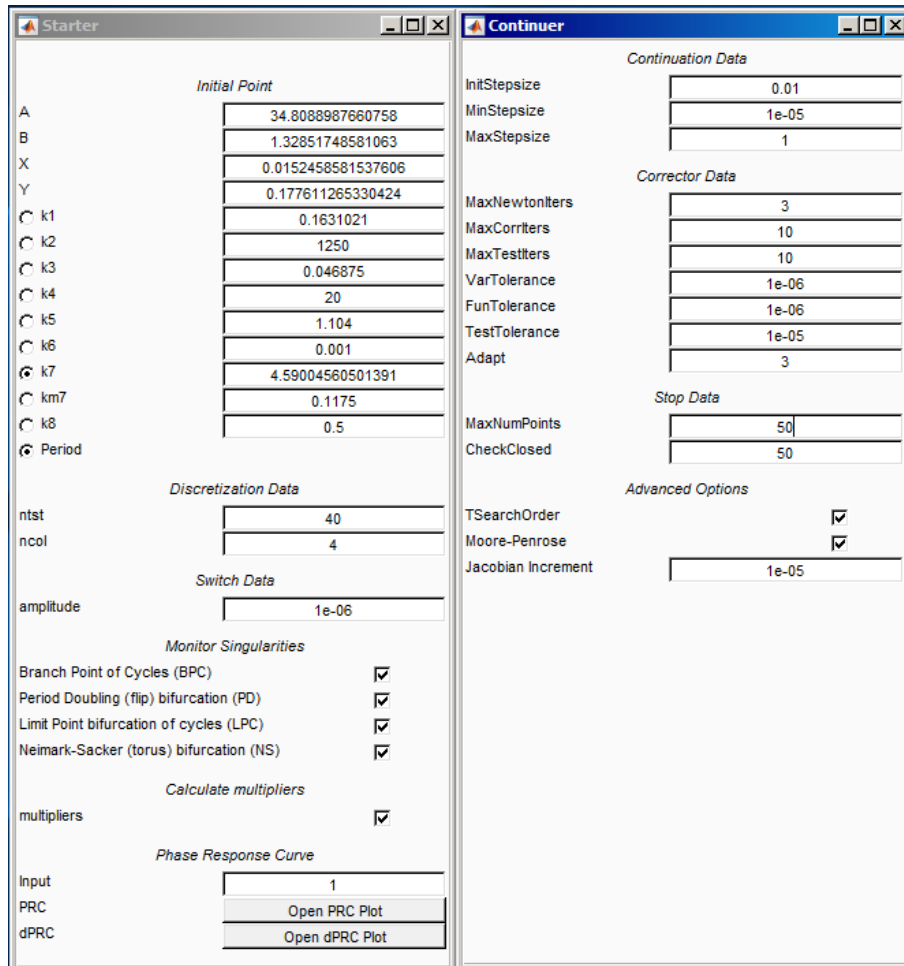 Starter
Initial Point
A 34.8088987660758
B 1.32851748581063
X 0.0152458581537606
Y 0.177611265330424
k1 0.1631021
k2 1250
k3 0.046875
k4 20
k5 1.104
k6 0.001
k7 4.59004560501391
km7 0.1175
k8 0.5
Period
Discretization Data
ntst 40
ncol 4
Switch Data
amplitude 1e-06
Monitor Singularities
Branch Point of Cycles (BPC)
Period Doubling (flip) bifurcation (PD)
Limit Point bifurcation of cycles (LPC)
Neimark-Sacker (torus) bifurcation (NS)
Calculate multipliers
multipliers
Phase Response Curve
Input 1
PRC Open PRC Plot
dPRC Open dPRC Plot
Continuer
Continuation Data
InitStepsize 0.01
MinStepsize 1e-05
MaxStepsize 1
Corrector Data
MaxNewtonIters 3
MaxCorrIters 10
MaxTestIters 10
VarTolerance 1e-06
FunTolerance 1e-06
TestTolerance 1e-05
Adapt 3
Stop Data
MaxNumPoints 50
CheckClosed 50
Advanced Options
TSearchOrder
Moore-Penrose
Jacobian Increment 1e-05